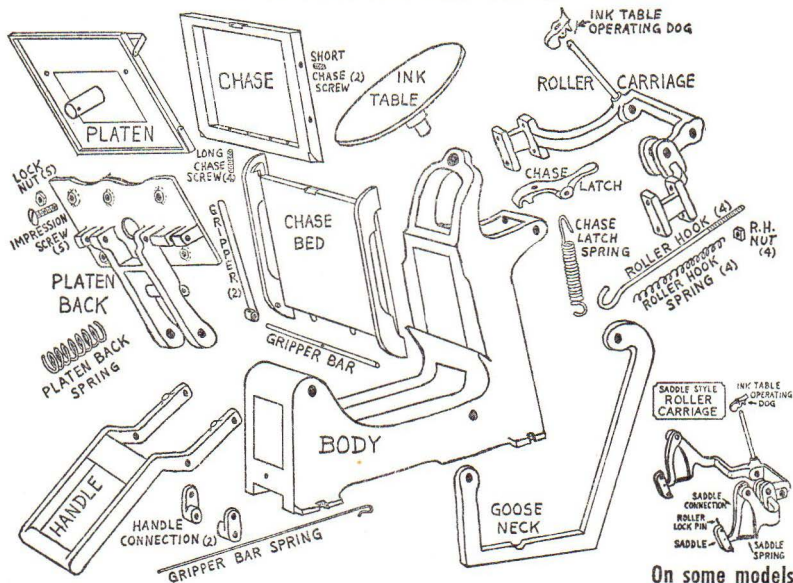 PLATEN
CHASE
SHORT
CHASE (2)
SCREW
INK
TABLE
INK TABLE
OPERATING DOG
ROLLER CARRIAGE
LOCK
NUT (5)
IMPRESSION
SCREW
(5)
LONG
CHASE
SCREW (4)
GRIPPER
(2)
CHASE
BED
CHASE
LATCH
CHASE
LATCH
SPRING
ROLLER HOOK (4)
R.H.
NUT
(4)
ROLLER HOOK
SPRING (4)
PLATEN
BACK
PLATEN BACK
SPRING
GRIPPER BAR
BODY
HANDLE
HANDLE
CONNECTION (2)
GRIPPER BAR SPRING
GOOSE
NECK
SADDLE STYLE
ROLLER
CARRIAGE
INK TABLE
OPERATING
DOG
SADDLE
CONNECTION
ROLLER
LOCK PIN
SADDLE
SADDLE
SPRING
On some models